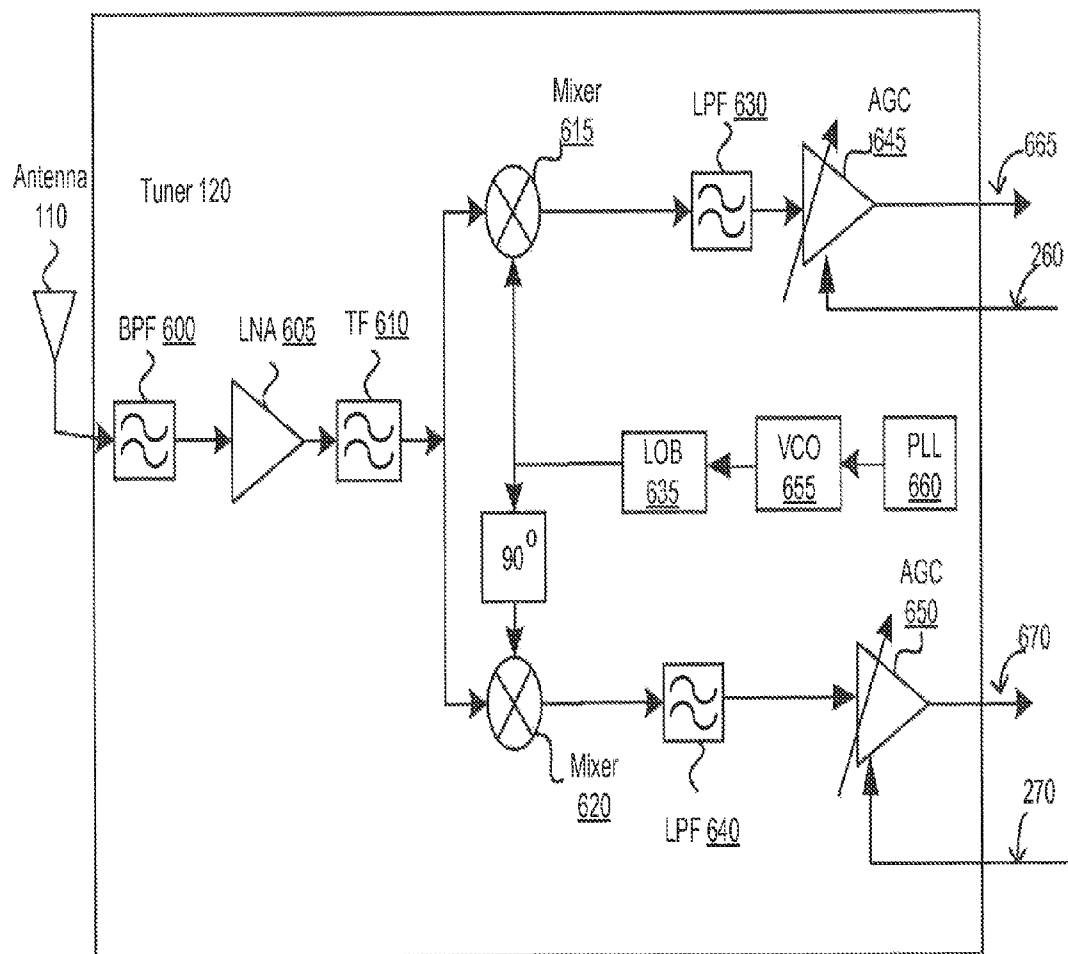 Mixer
615
LPF 630
AGC
645
665
Antenna
110
Tuner 120
260
BPF 600
LNA 605
TF 610
LOB
635
VCO
655
PLL
660
90°
AGC
650
670
Mixer
620
LPF 640
270